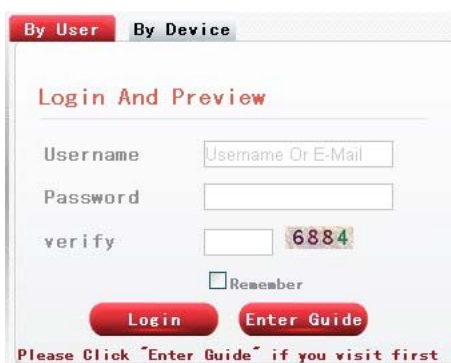 By User By Device
Login And Preview
Username Username Or E-Mail
Password
verify 6884
Remember
Login Enter Guide
Please Click "Enter Guide" if you visit first